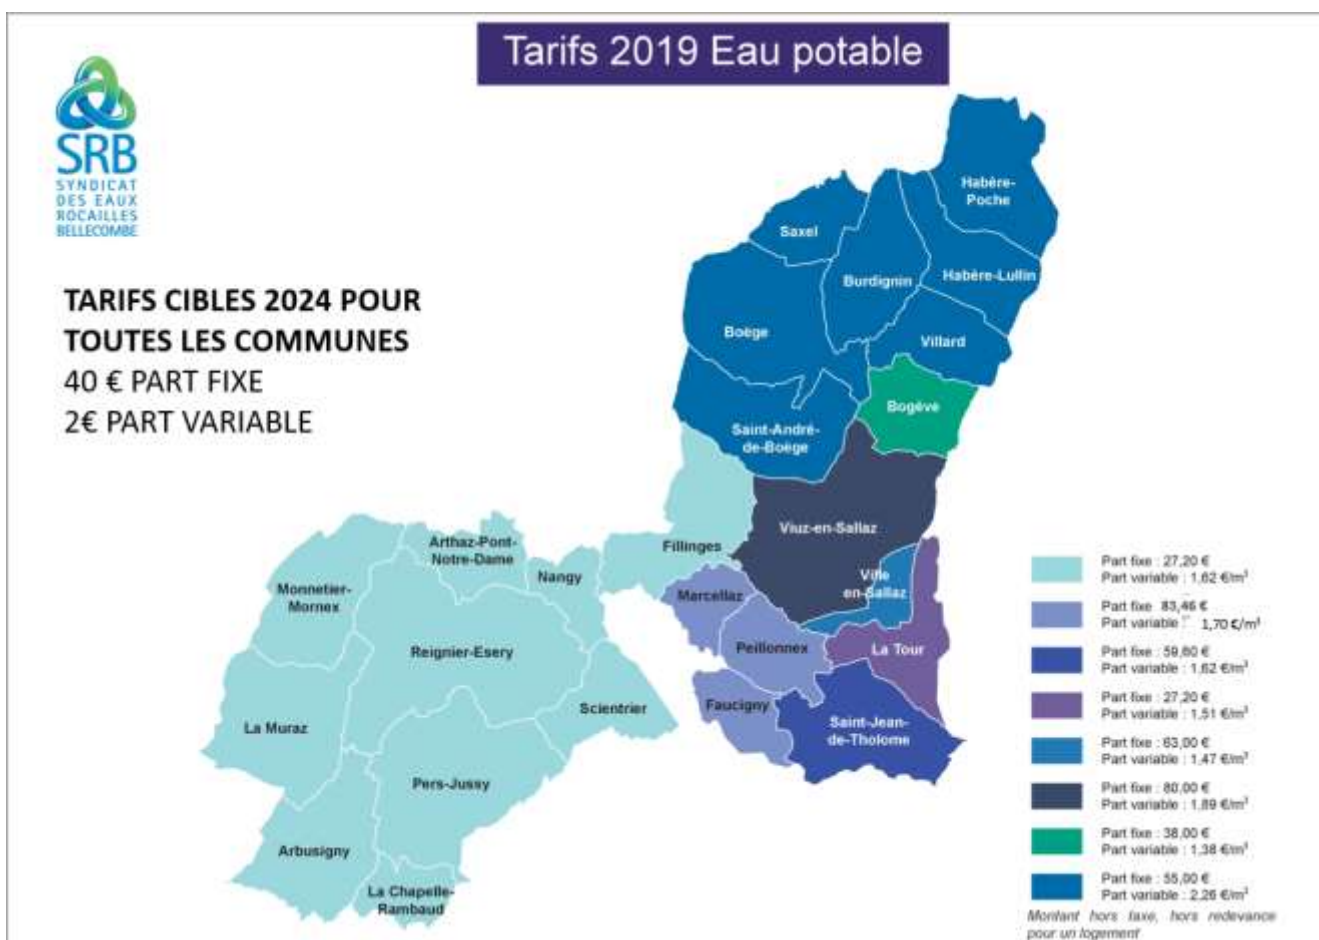 Tarifs 2019 Eau potable
SRB
SYNDICAT
DES EAUX
ROCAILLES
BELLECOMBE
TARIFS CIBLES 2024 POUR
TOUTES LES COMMUNES
40 € PART FIXE
2€ PART VARIABLE
Habère-
Poche
Saxel
Burdignin
Habère-Lullin
Boëge
Villard
Bogève
Saint-André-
de-Boëge
Viuz-en-Sallaz
Fillinges
Arthaz-Pont-
Notre-Dame
Nangy
Monnetier-
Mornex
Ville
en-Sallaz
Marcellaz
Peillonnex
La Tour
Reignier-Esery
Scientrier
Faucigny
Saint-Jean-
de-Tholome
La Muraz
Pers-Jussy
Arbusigny
La Chapelle-
Rambaud
Part fixe : 27,20 €
Part variable : 1,62 €/m³
Part fixe : 83,46 €
Part variable : 1,70 €/m³
Part fixe : 59,60 €
Part variable : 1,62 €/m³
Part fixe : 27,20 €
Part variable : 1,51 €/m³
Part fixe : 63,00 €
Part variable : 1,47 €/m³
Part fixe : 80,00 €
Part variable : 1,89 €/m³
Part fixe : 38,00 €
Part variable : 1,38 €/m³
Part fixe : 55,00 €
Part variable : 2,26 €/m³
Montant hors taxe, hors redevance
pour un logement